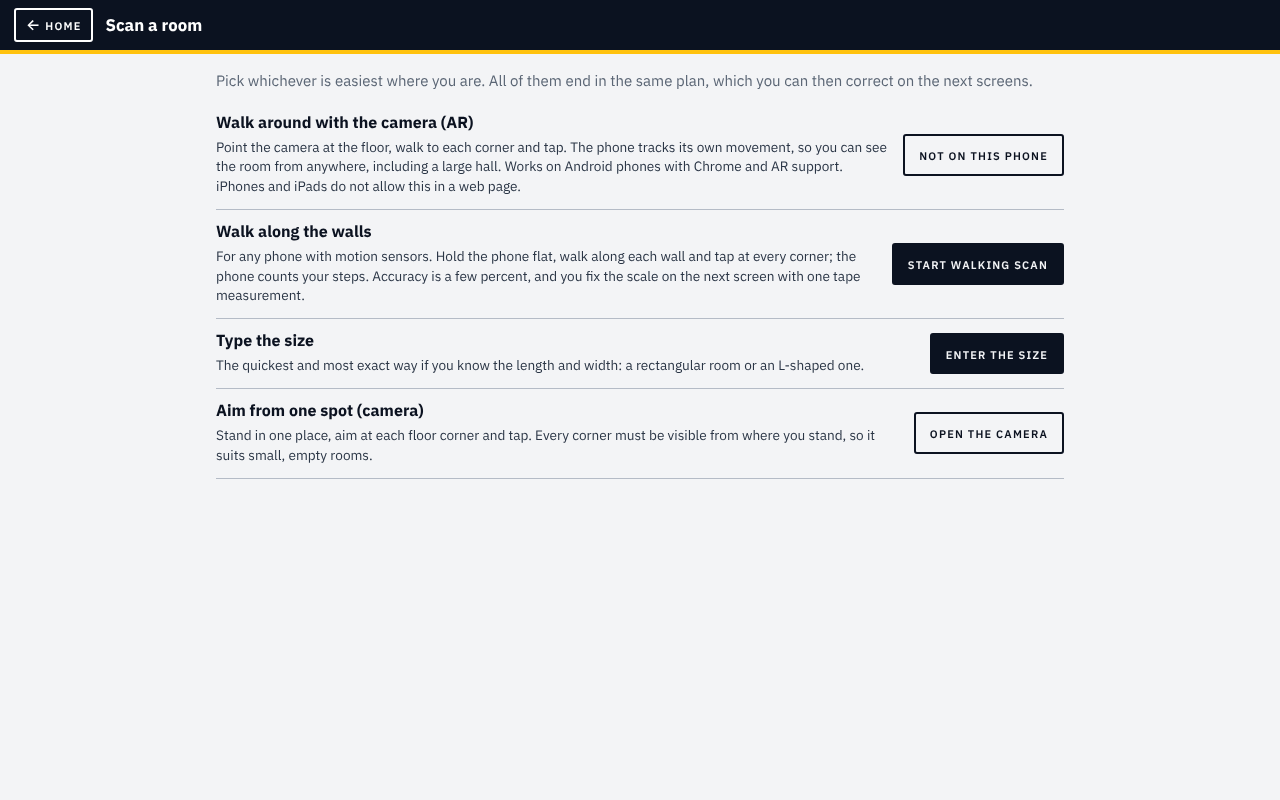 ← HOME
Scan a room
Pick whichever is easiest where you are. All of them end in the same plan, which you can then correct on the next screens.
Walk around with the camera (AR)
Point the camera at the floor, walk to each corner and tap. The phone tracks its own movement, so you can see
the room from anywhere, including a large hall. Works on Android phones with Chrome and AR support.
iPhones and iPads do not allow this in a web page.
NOT ON THIS PHONE
Walk along the walls
For any phone with motion sensors. Hold the phone flat, walk along each wall and tap at every corner; the
phone counts your steps. Accuracy is a few percent, and you fix the scale on the next screen with one tape
measurement.
START WALKING SCAN
Type the size
The quickest and most exact way if you know the length and width: a rectangular room or an L-shaped one.
ENTER THE SIZE
Aim from one spot (camera)
Stand in one place, aim at each floor corner and tap. Every corner must be visible from where you stand, so it
suits small, empty rooms.
OPEN THE CAMERA